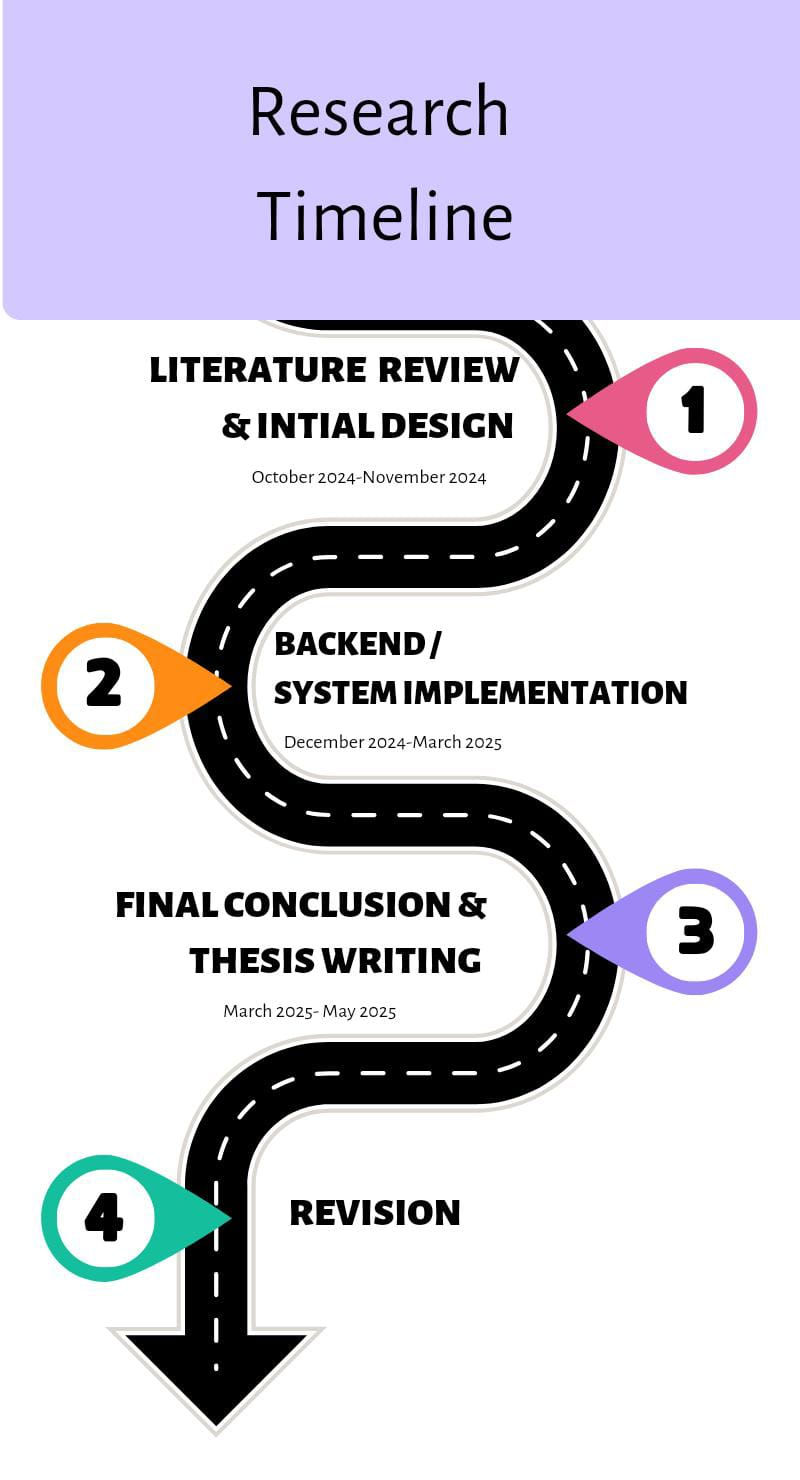 Research
Timeline
LITERATURE REVIEW
& INTIAL DESIGN
October 2024-November 2024
1
2
BACKEND /
SYSTEM IMPLEMENTATION
December 2024-March 2025
FINAL CONCLUSION &
THESIS WRITING
March 2025- May 2025
3
4
REVISION